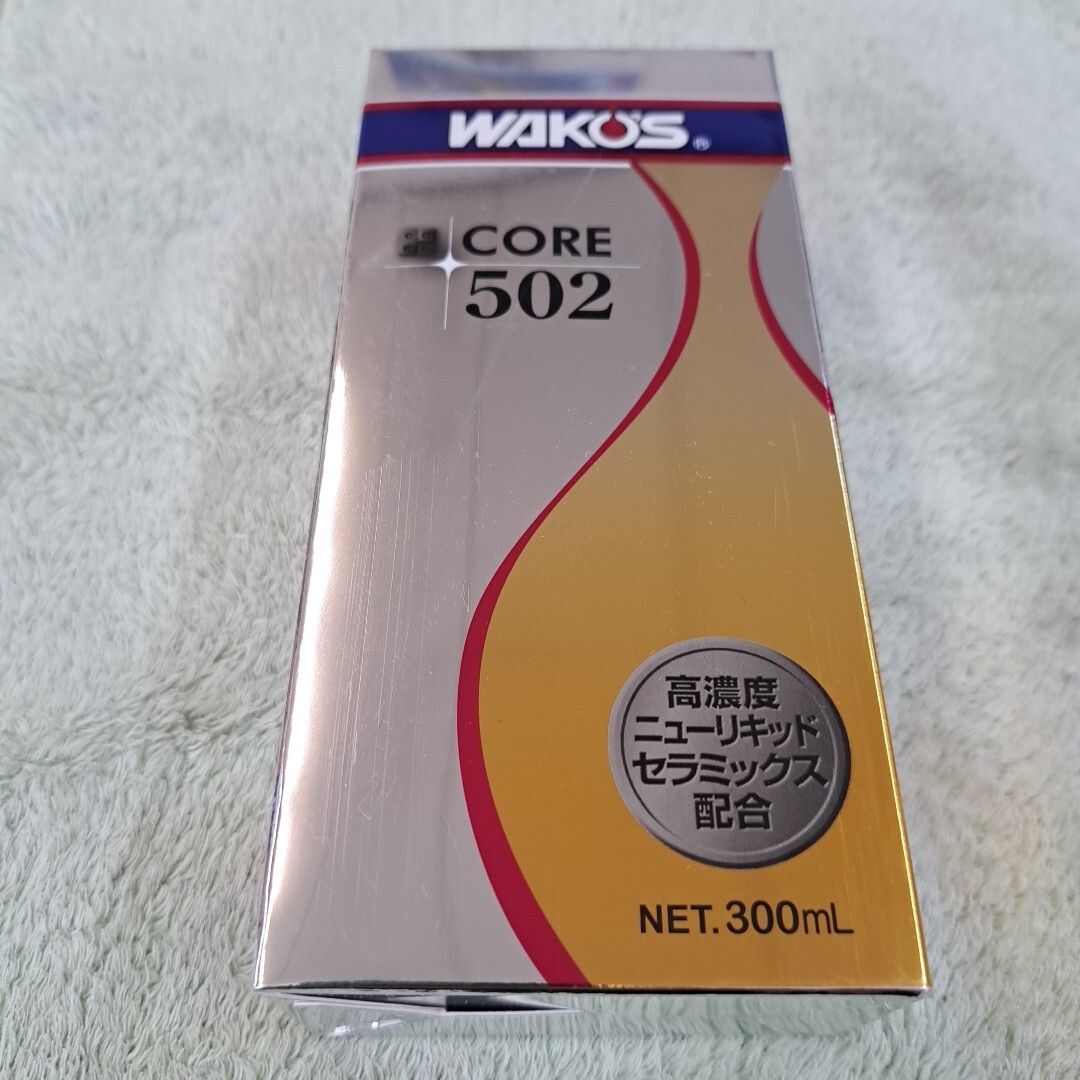 WAKO'S®
CORE
502
高濃度
ニューリキッド
セラミックス
配合
NET. 300mL